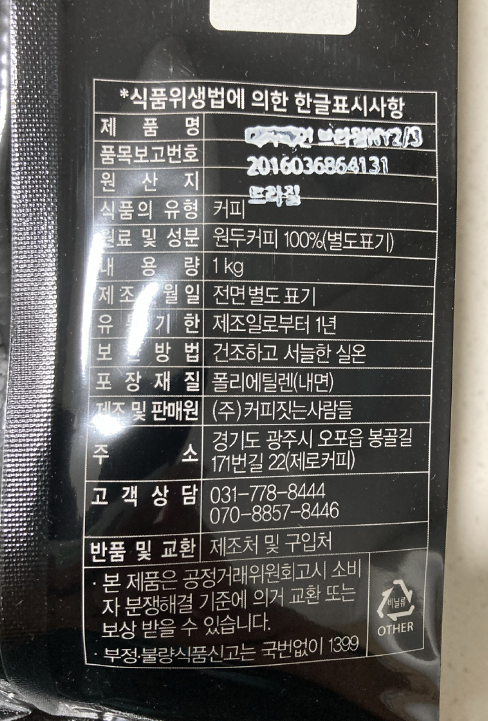 *식품위생법에 의한 한글표시사항
제 품 명 브라질NY2/3
품목보고번호 2016036864131
원 산 지 브라질
식품의 유형 커피
원료 및 성분 원두커피 100%(별도표기)
내 용 량 1kg
제조 월일 전면별도 표기
유 기 한 제조일로부터 1년
보 방 법 건조하고 서늘한 실온
포 장 재 질 폴리에틸렌(내면)
제조 및 판매원 (주)커피짓는사람들
주 소 경기도 광주시 오포읍 봉골길
171번길 22(제로커피)
고 객 상 담 031-778-8444
070-8857-8446
반품 및 교환 제조처 및 구입처
· 본 제품은 공정거래위원회고시 소비
자 분쟁해결 기준에 의거 교환 또는
보상 받을 수 있습니다.
· 부정·불량식품신고는 국번없이 1399
비닐류
OTHER